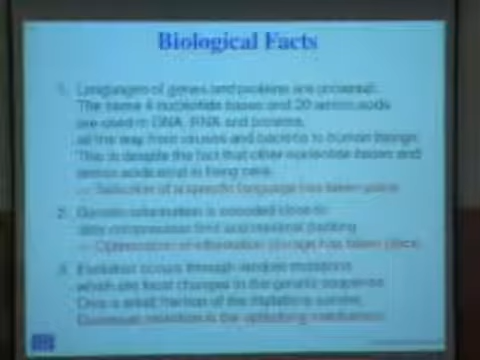 Biological Facts
1. Languages of genes and proteins are universal.
The same 4 nucleotide bases and 20 amino acids
are used in DNA, RNA and proteins,
all the way from viruses and bacteria to human beings.
This is despite the fact that other nucleotide bases and
amino acids exist in living cells.
Selection of a specific language has taken place.
2. Genetic information is encoded close to
data compression limit and maximal packing
Optimisation of information storage has taken place.
3. Evolution occurs through random mutations
which are local changes in the genetic sequence.
Only a small fraction of the mutations survive,
is the optimising mechanism.